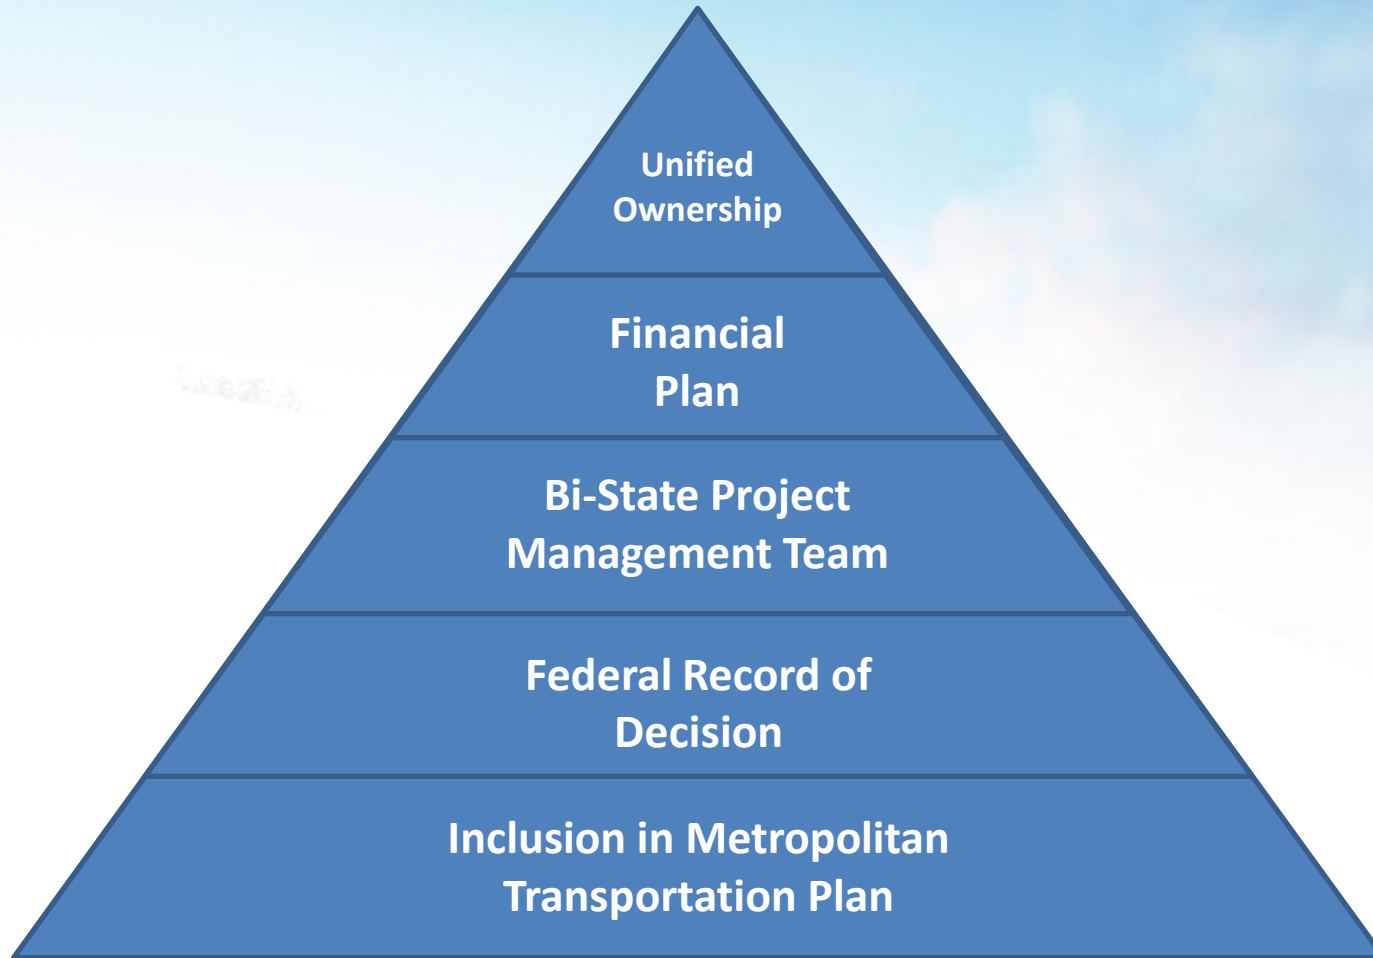 Unified
Ownership
Financial
Plan
Bi-State Project
Management Team
Federal Record of
Decision
Inclusion in Metropolitan
Transportation Plan